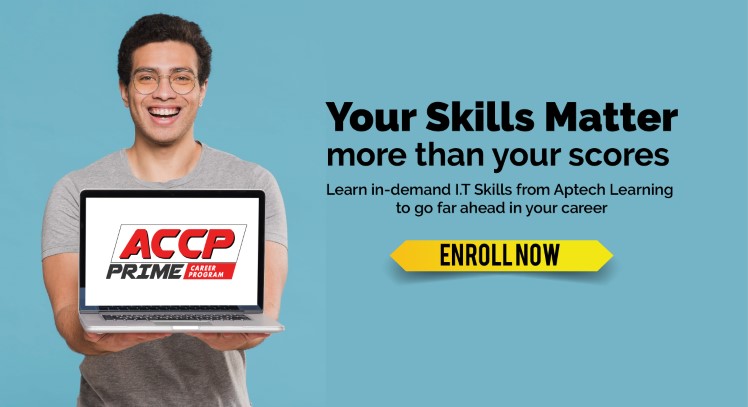 Your Skills Matter
more than your scores
Learn in-demand I.T Skills from Aptech Learning
to go far ahead in your career
ENROLL NOW
ACCP
PRIME CAREER
PROGRAM